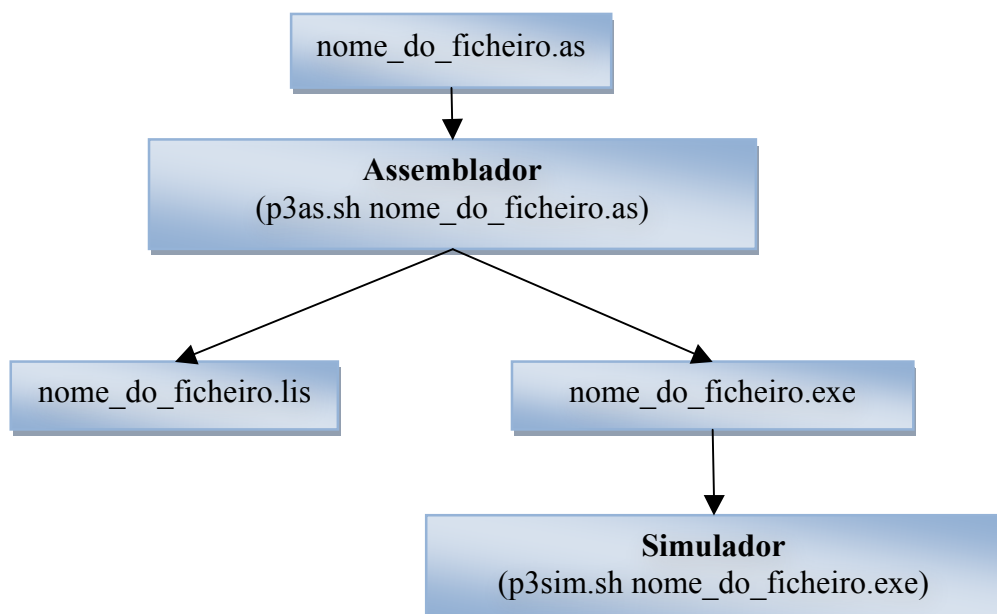 nome_do_ficheiro.as
Assemblador
(p3as.sh nome_do_ficheiro.as)
nome_do_ficheiro.lis
nome_do_ficheiro.exe
Simulador
(p3sim.sh nome_do_ficheiro.exe)